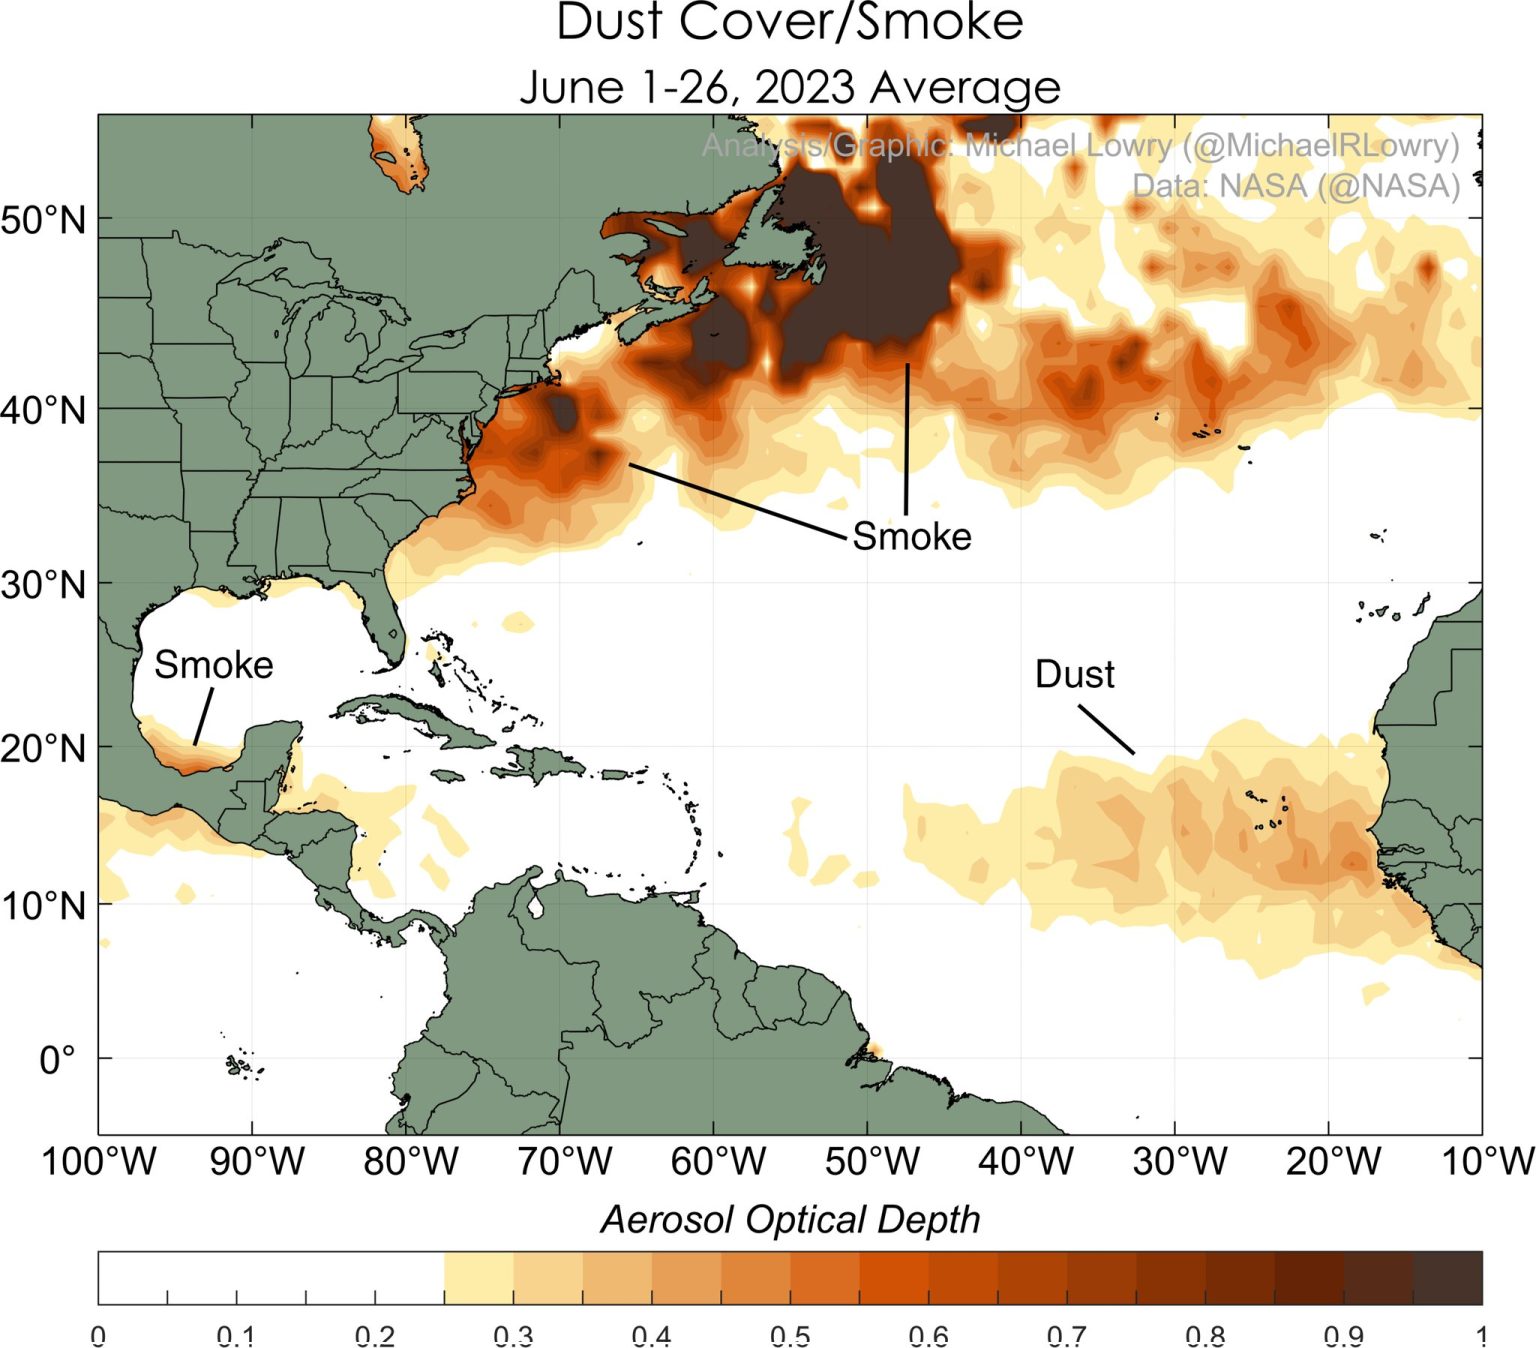 Dust Cover/Smoke
June 1-26, 2023 Average
Analysis/Graphic: Michael Lowry (@MichaelRLowry)
Data: NASA (@NASA)
50°N
40°N
Smoke
30°N
Smoke
Dust
20°N
10°N
0°
100°W 90°W 80°W 70°W 60°W 50°W 40°W 30°W 20°W 10°W
Aerosol Optical Depth
0 0.1 0.2 0.3 0.4 0.5 0.6 0.7 0.8 0.9 1